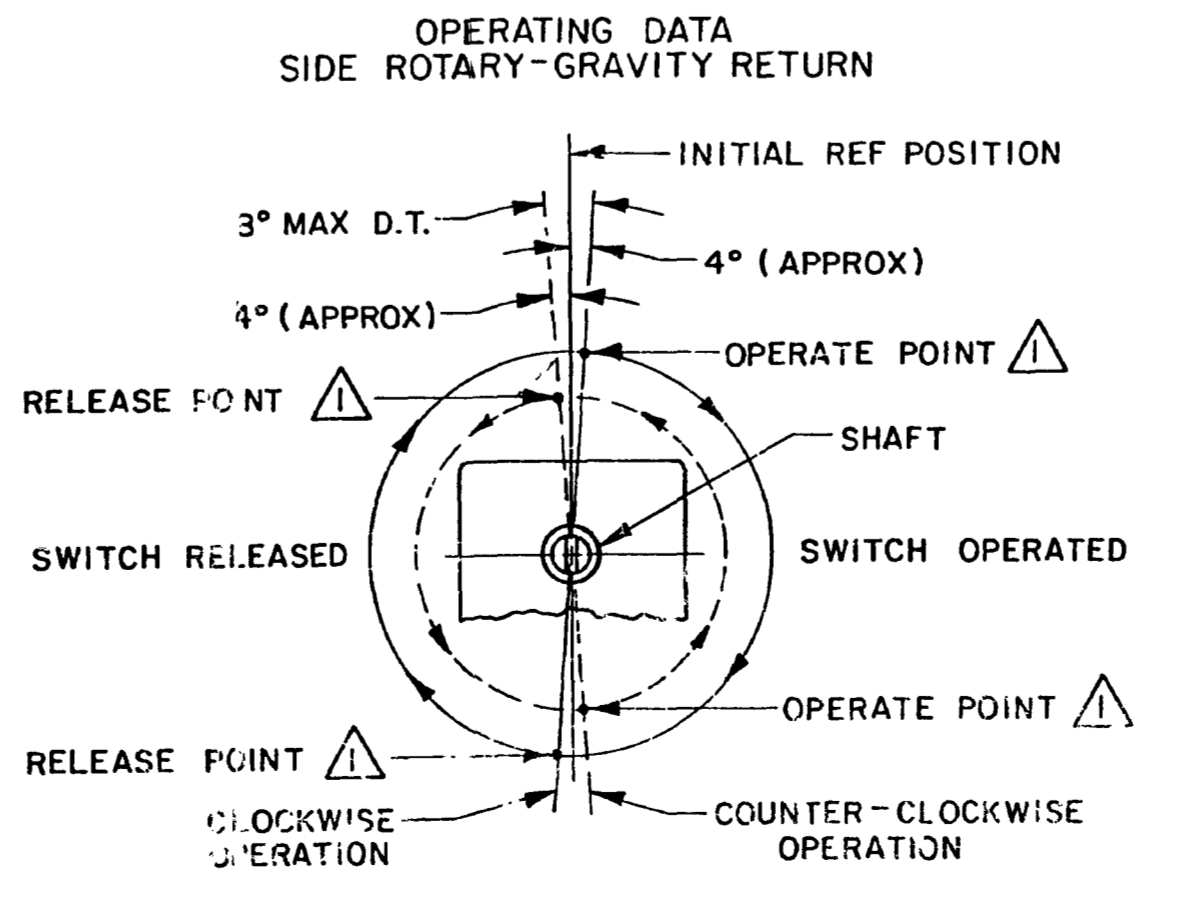 OPERATING DATA
SIDE ROTARY-GRAVITY RETURN
INITIAL REF POSITION
3° MAX D.T.
4° (APPROX)
4° (APPROX)
OPERATE POINT 1
RELEASE POINT 1
SHAFT
SWITCH RELEASED
SWITCH OPERATED
OPERATE POINT 1
RELEASE POINT 1
CLOCKWISE
OPERATION
COUNTER-CLOCKWISE
OPERATION